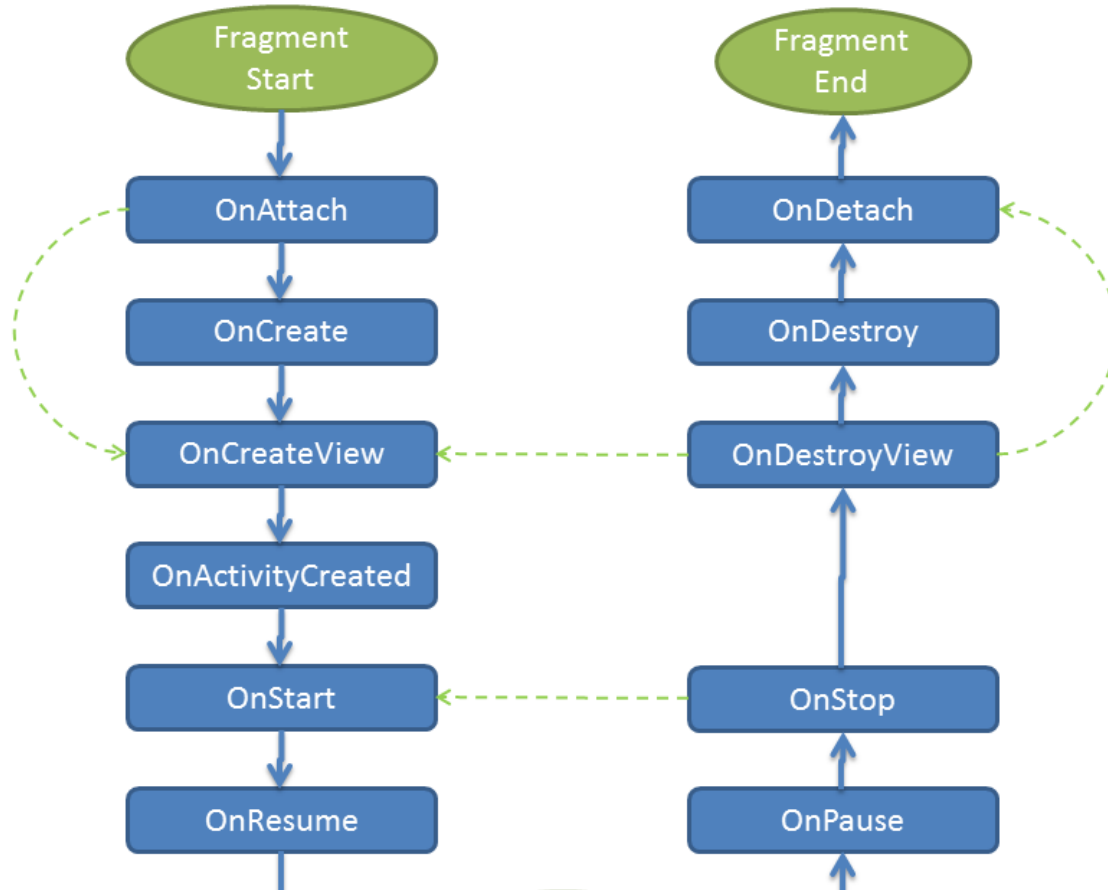 Fragment
Start
OnAttach
OnCreate
OnCreateView
OnActivityCreated
OnStart
OnResume
Fragment
End
OnDetach
OnDestroy
OnDestroyView
OnStop
OnPause